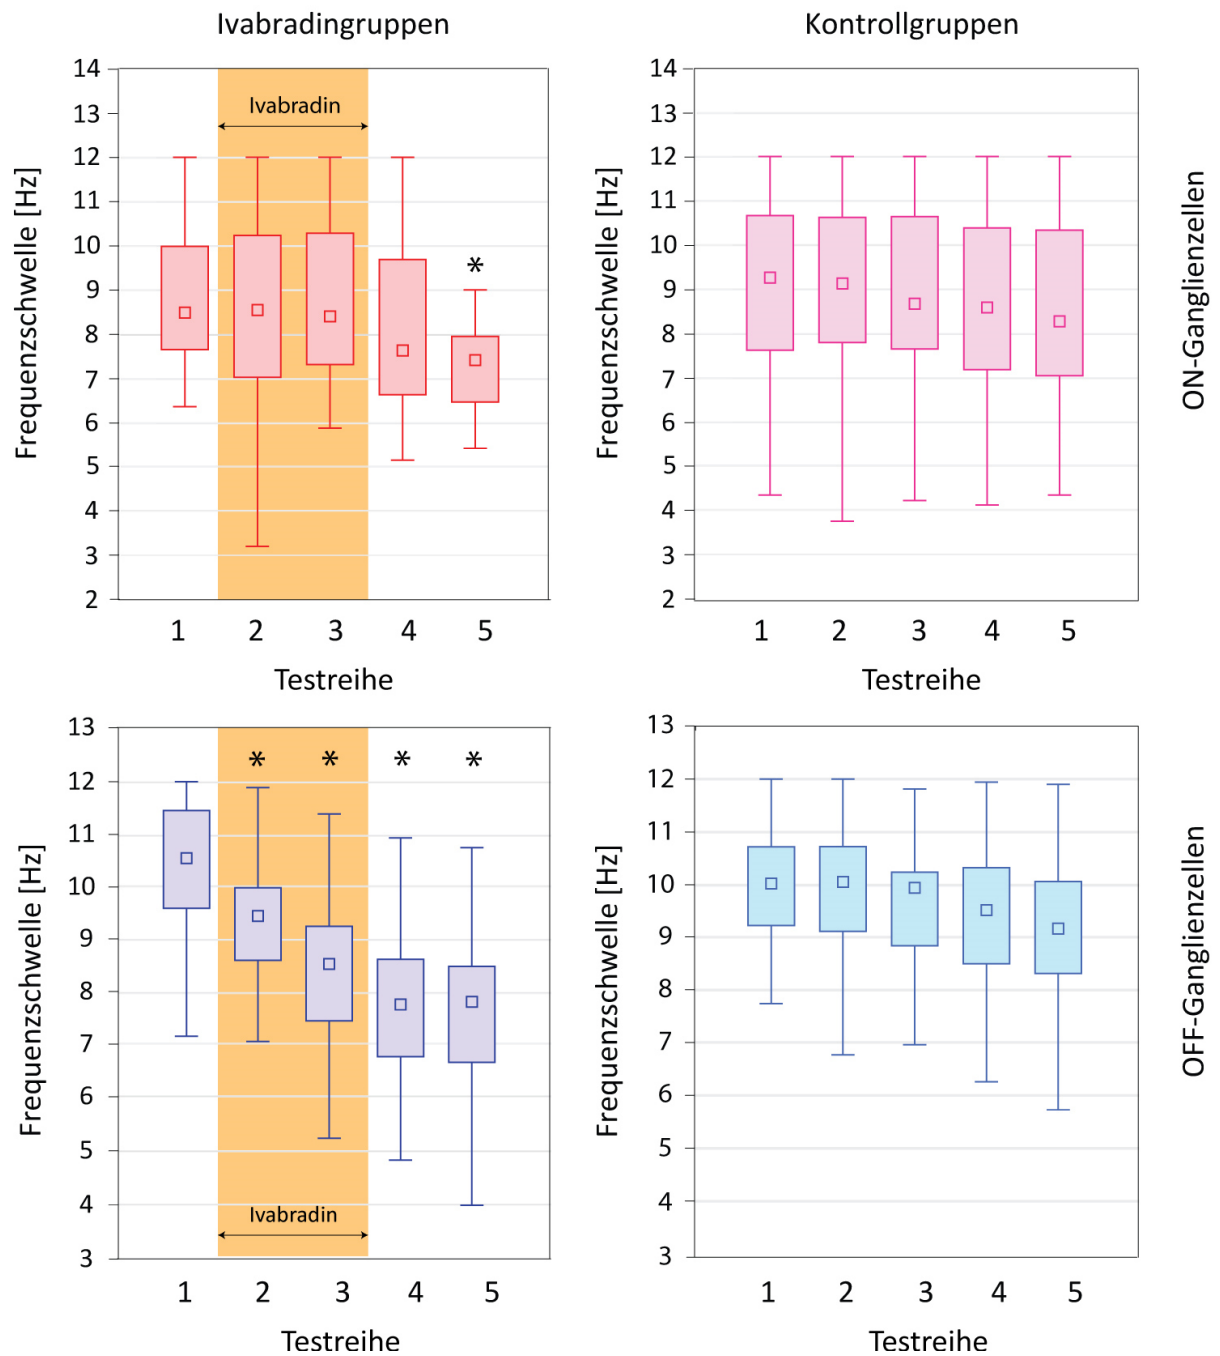 Ivabradingruppen
Kontrollgruppen
14
13
12
11
10
9
8
7
6
5
4
3
2
Frequenzschwelle [Hz]
Ivabradin
*
1 2 3 4 5
Testreihe
14
13
12
11
10
9
8
7
6
5
4
3
2
Frequenzschwelle [Hz]
1 2 3 4 5
Testreihe
ON-Ganglienzellen
13
12
11
10
9
8
7
6
5
4
3
Frequenzschwelle [Hz]
* * * *
Ivabradin
1 2 3 4 5
Testreihe
13
12
11
10
9
8
7
6
5
4
3
Frequenzschwelle [Hz]
1 2 3 4 5
Testreihe
OFF-Ganglienzellen